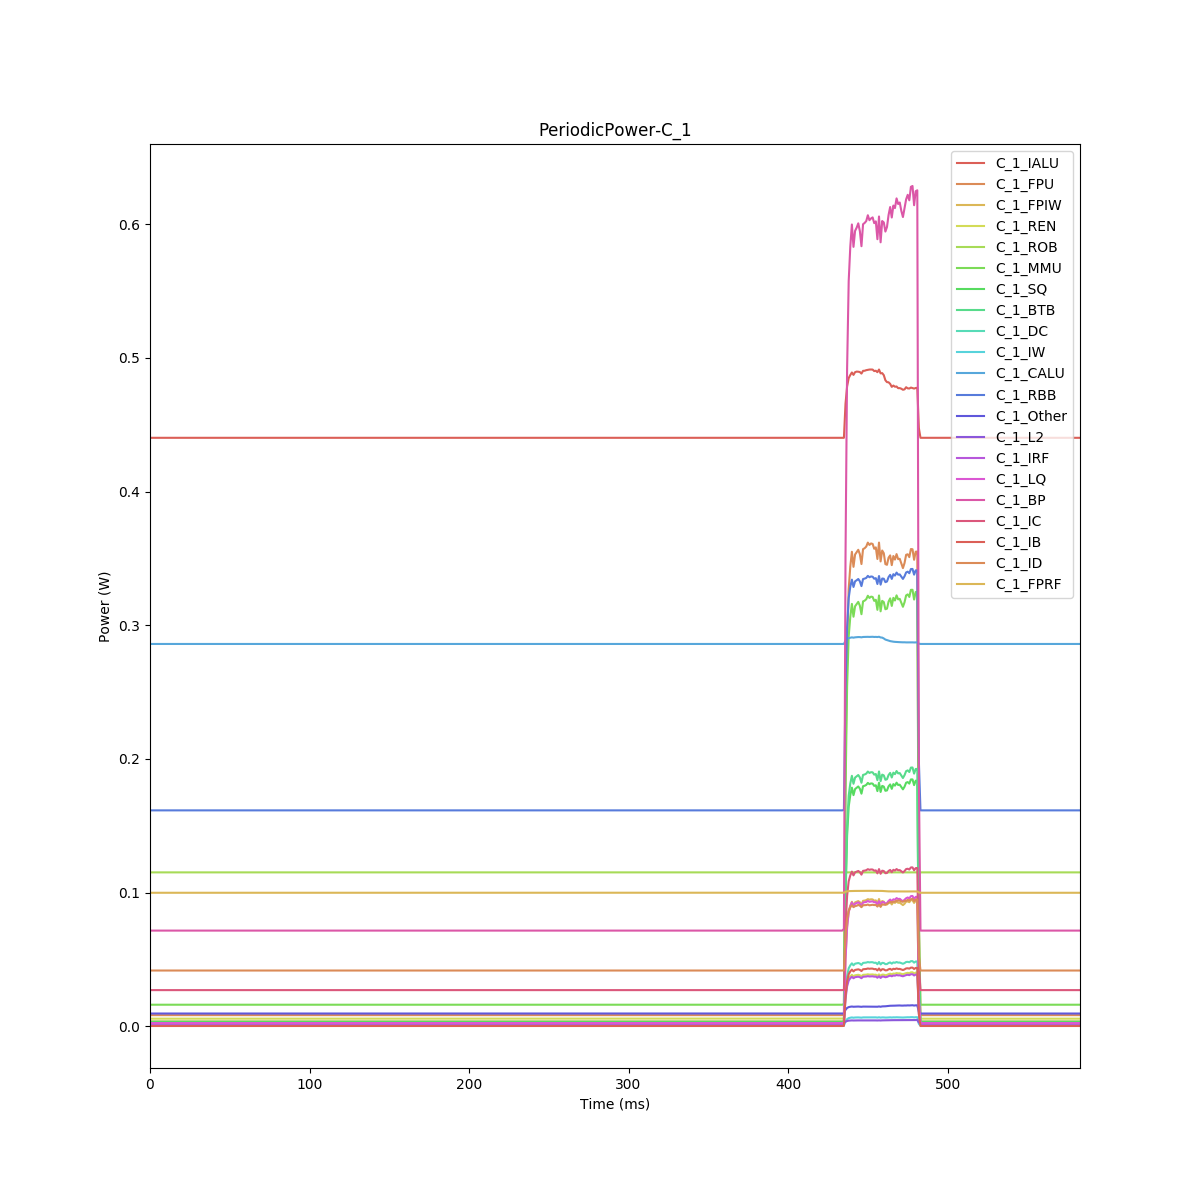 PeriodicPower-C_1
C_1_IALU
C_1_FPU
C_1_FPIW
C_1_REN
C_1_ROB
C_1_MMU
C_1_SQ
C_1_BTB
C_1_DC
C_1_IW
C_1_CALU
C_1_RBB
C_1_Other
C_1_L2
C_1_IRF
C_1_LQ
C_1_BP
C_1_IC
C_1_IB
C_1_ID
C_1_FPRF
Power (W)
0.6
0.5
0.4
0.3
0.2
0.1
0.0
0 100 200 300 400 500
Time (ms)